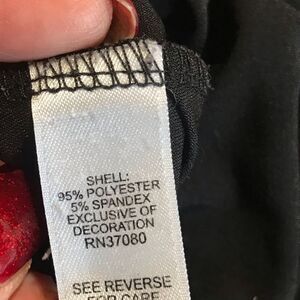 SHELL:
95% POLYESTER
5% SPANDEX
EXCLUSIVE OF
DECORATION
RN37080
SEE REVERSE
FOR CARE